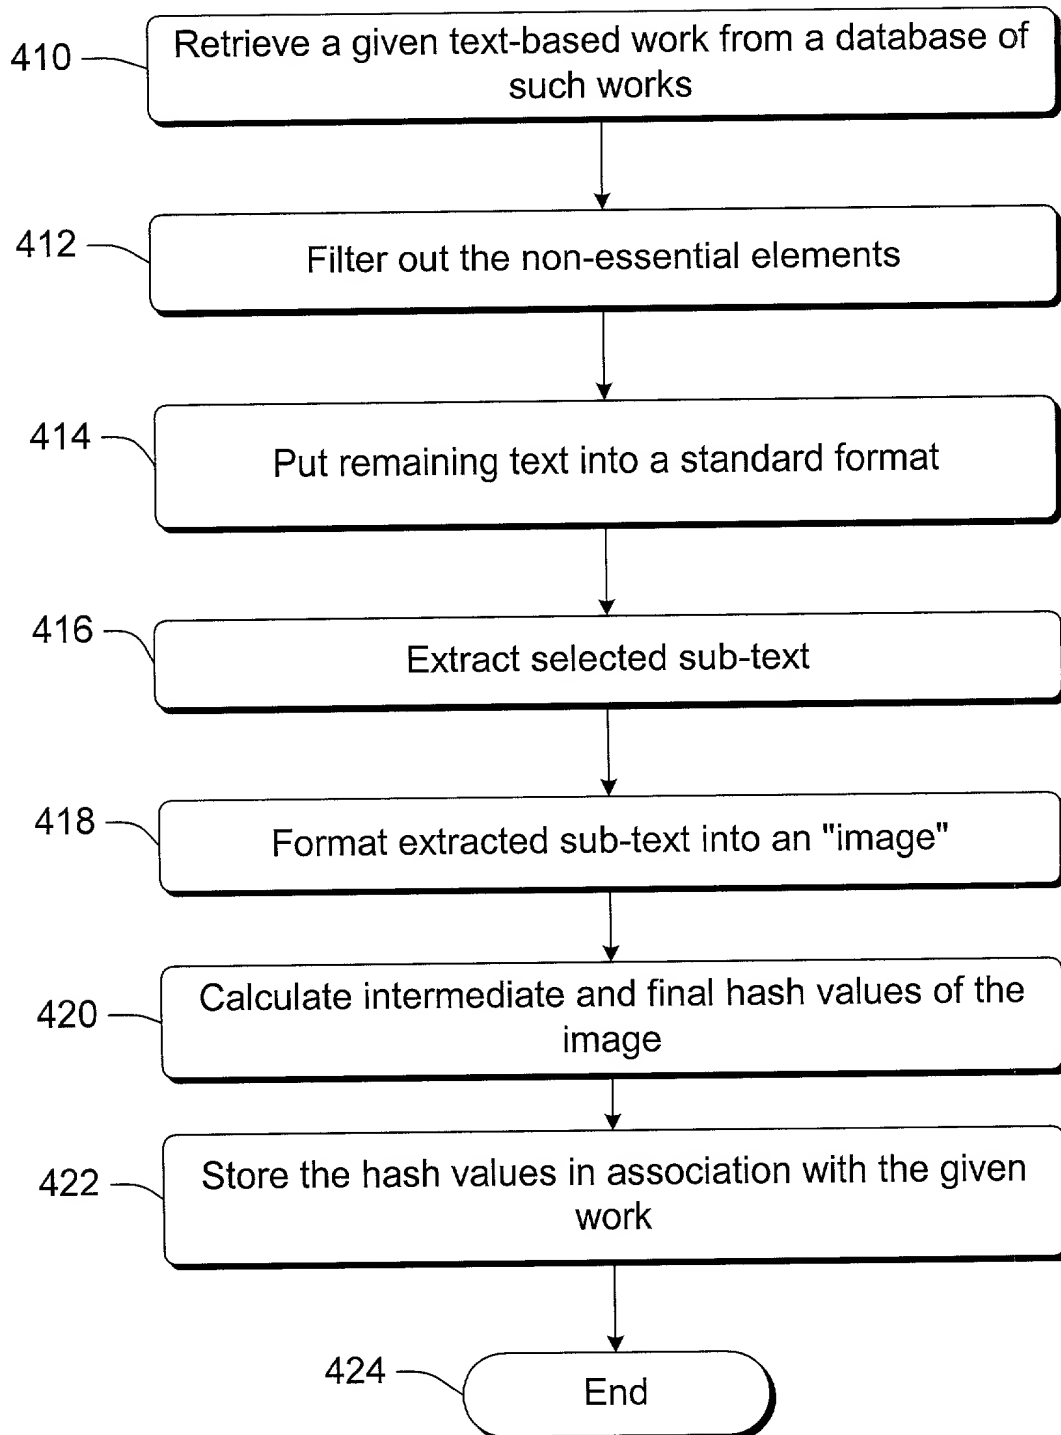 410
Retrieve a given text-based work from a database of
such works
412
Filter out the non-essential elements
414
Put remaining text into a standard format
416
Extract selected sub-text
418
Format extracted sub-text into an "image"
420
Calculate intermediate and final hash values of the
image
422
Store the hash values in association with the given
work
424
End